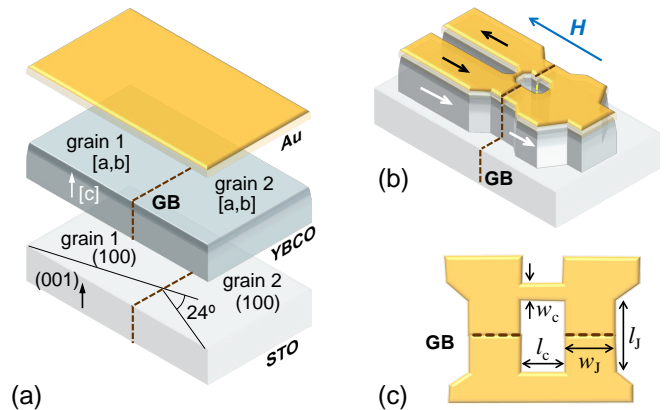 grain 1
[a,b]
[c]
GB
grain 2
[a,b]
Au
YBCO
grain 1
(100)
(001)
grain 2
(100)
24º
STO
(a)
H
GB
(b)
GB
w_c
l_c
w_J
l_J
(c)